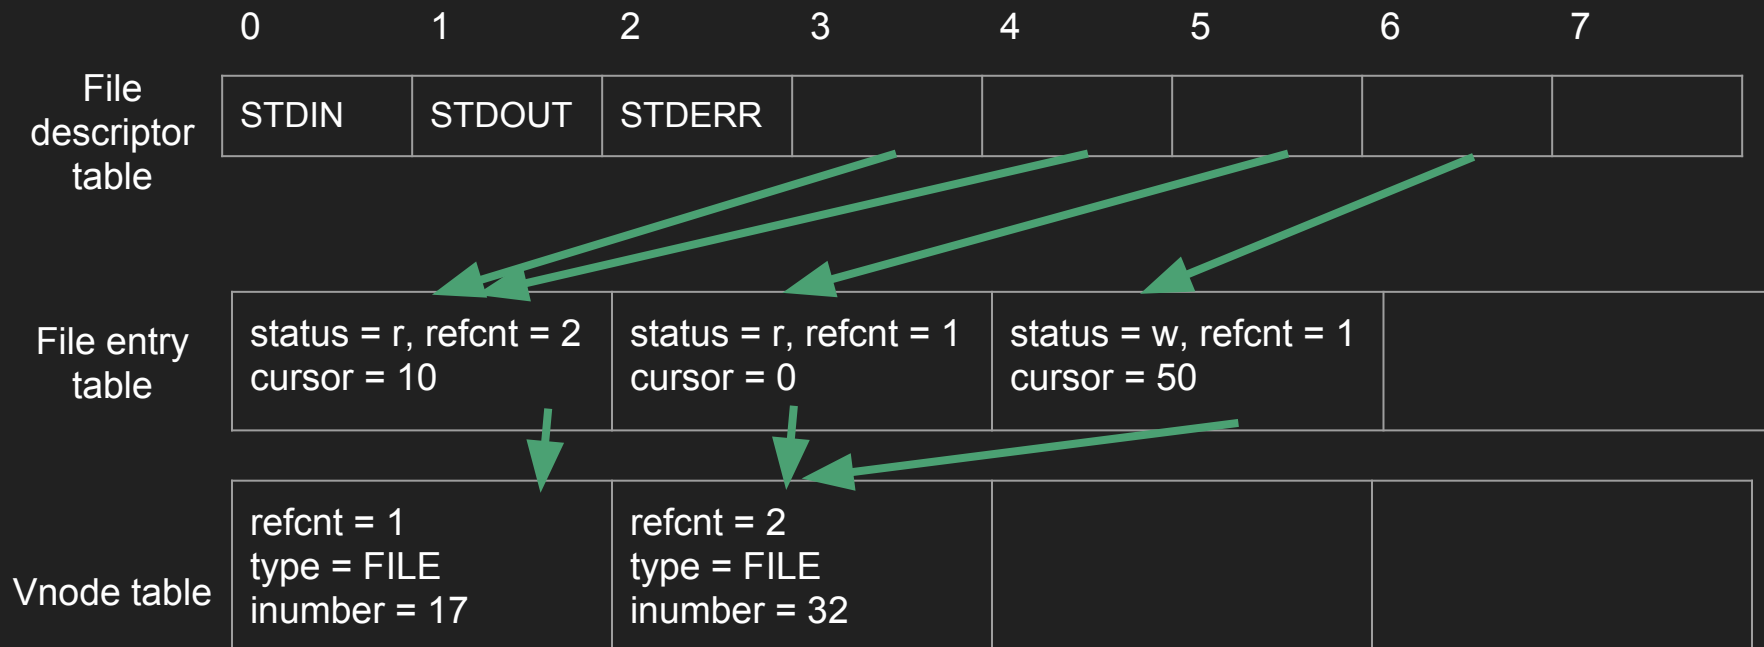 0 1 2 3 4 5 6 7
File
descriptor
table
STDIN STDOUT STDERR
File entry
table
status = r, refcnt = 2
cursor = 10
status = r, refcnt = 1
cursor = 0
status = w, refcnt = 1
cursor = 50
Vnode table
refcnt = 1
type = FILE
inumber = 17
refcnt = 2
type = FILE
inumber = 32